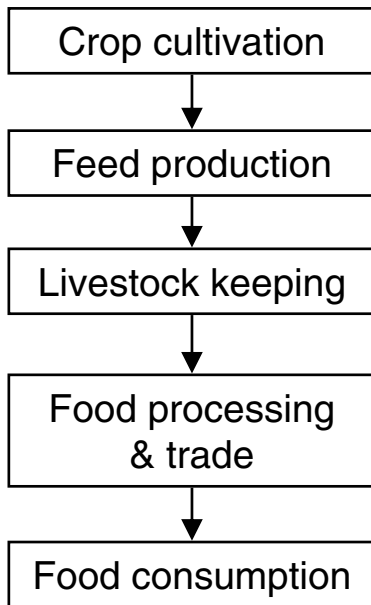 Crop cultivation
Feed production
Livestock keeping
Food processing
& trade
Food consumption